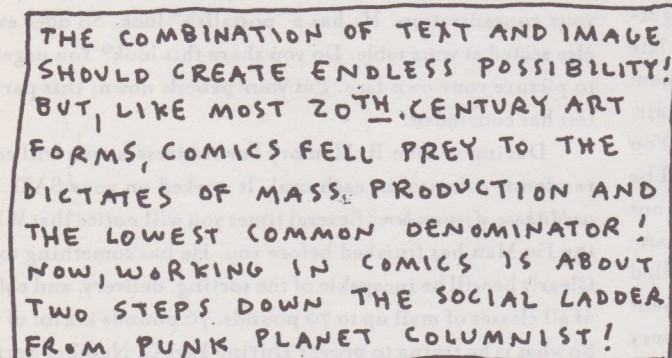 THE COMBINATION OF TEXT AND IMAGE
SHOULD CREATE ENDLESS POSSIBILITY!
BUT, LIKE MOST 20TH CENTURY ART
FORMS, COMICS FELL PREY TO THE
DICTATES OF MASS PRODUCTION AND
THE LOWEST COMMON DENOMINATOR!
NOW, WORKING IN COMICS IS ABOUT
TWO STEPS DOWN THE SOCIAL LADDER
FROM PUNK PLANET COLUMNIST!